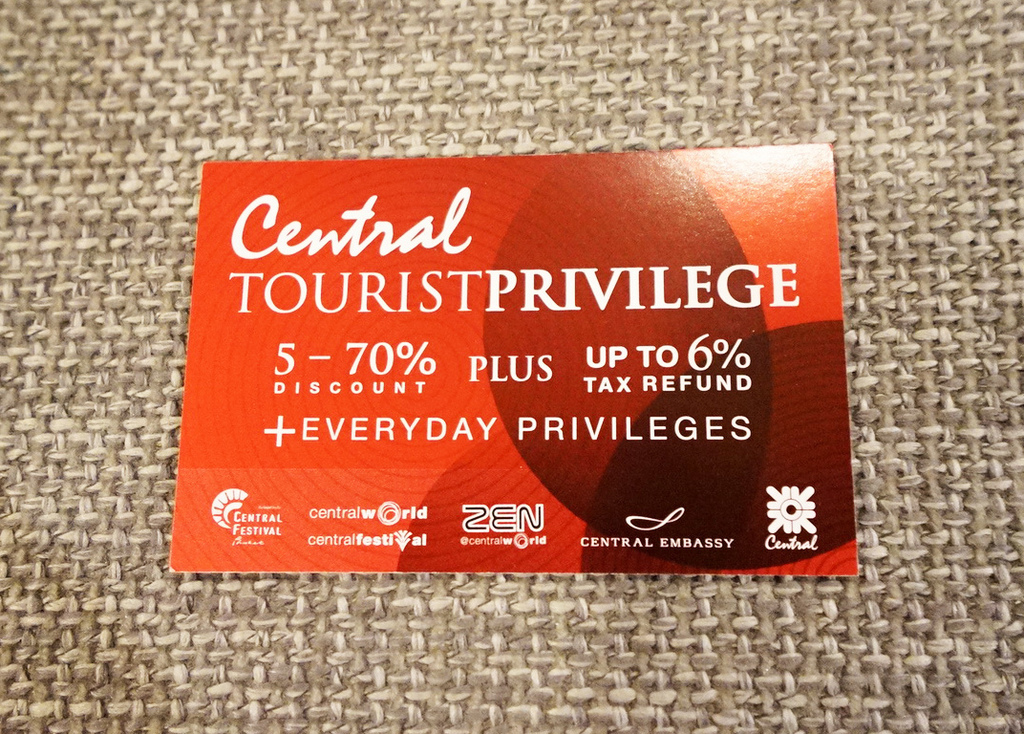 Central
TOURISTPRIVILEGE
5 – 70%
DISCOUNT
PLUS
UP TO 6%
TAX REFUND
+EVERYDAY PRIVILEGES
CENTRAL
FESTIVAL
Phuket
centralworld
centralfestival
ZEN
@centralworld
CENTRAL EMBASSY
Central